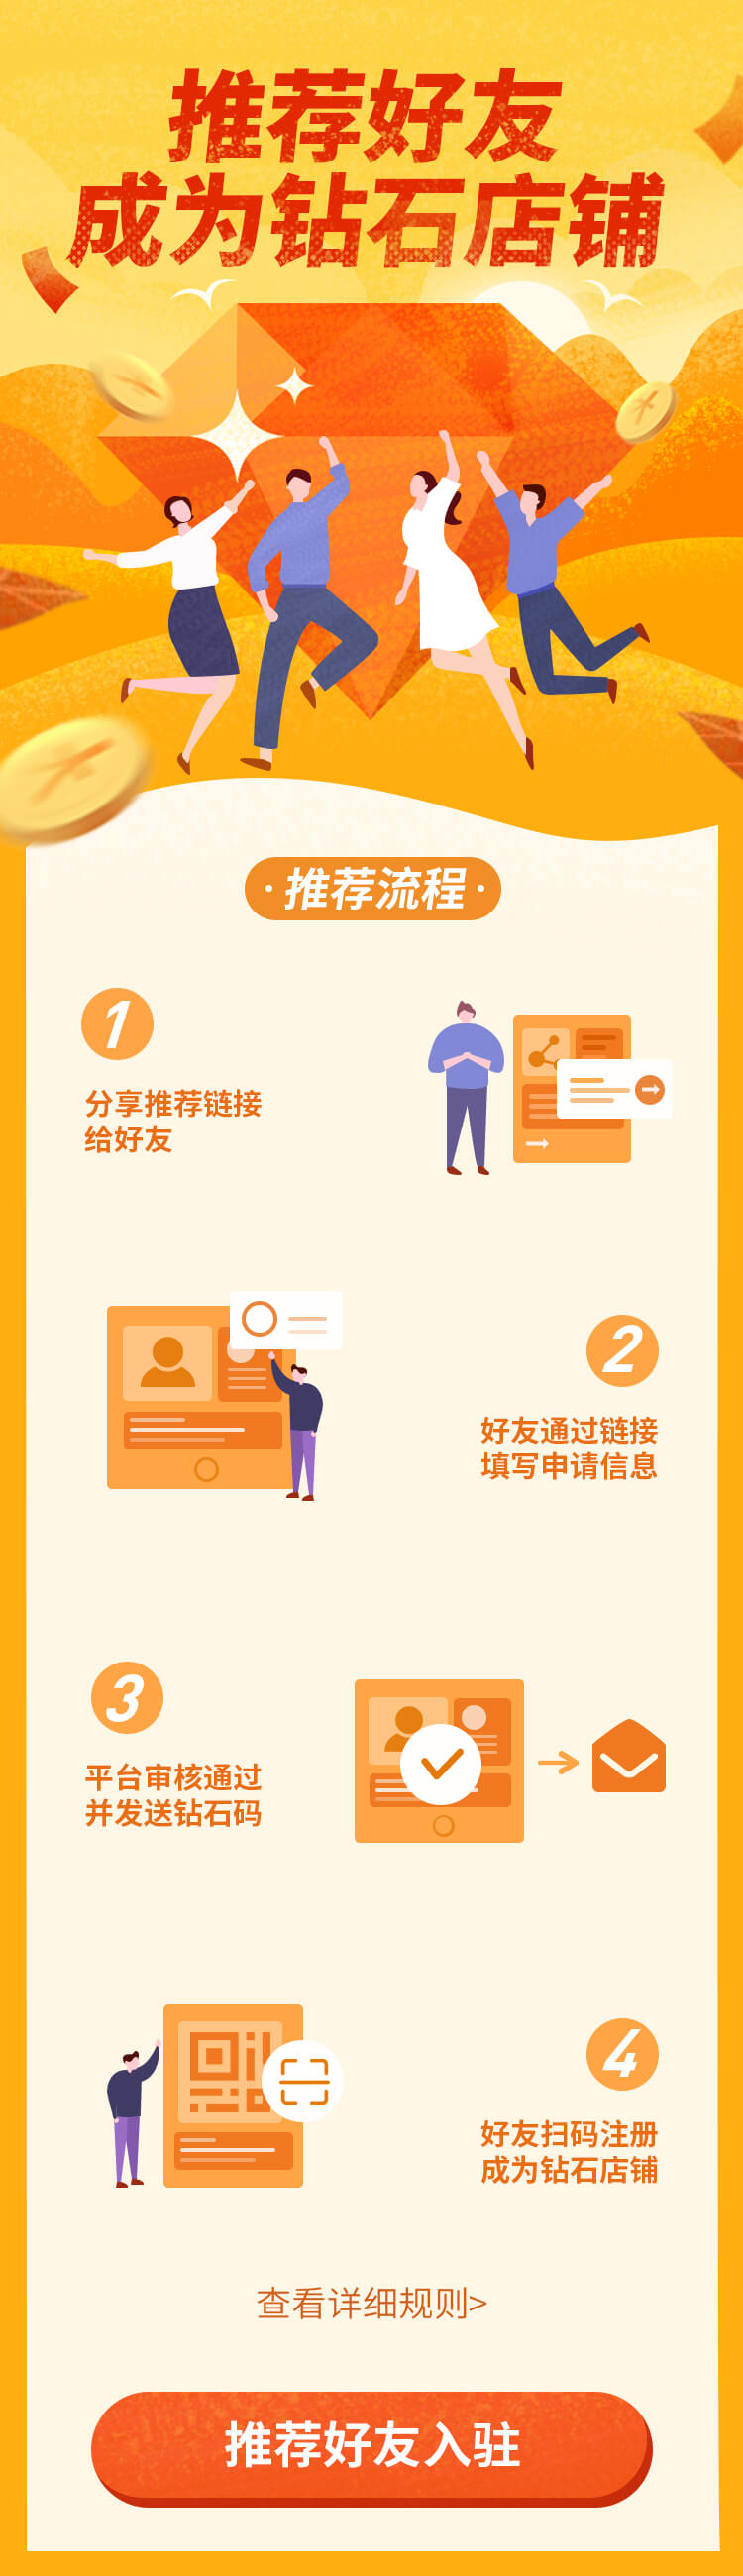 推荐好友
成为钻石店铺
·推荐流程·
1
分享推荐链接
给好友
2
好友通过链接
填写申请信息
3
平台审核通过
并发送钻石码
4
好友扫码注册
成为钻石店铺
查看详细规则>
推荐好友入驻